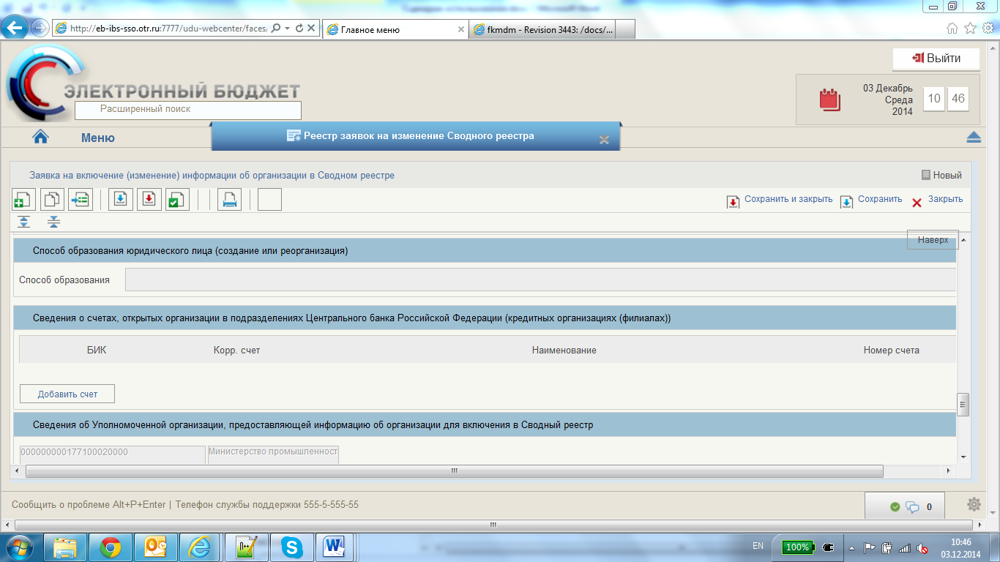 http://eb-ibs-sso.otr.ru:7777/udu-webcenter/faces,
Главное меню
fkmdm - Revision 3443: /docs/...
Выйти
ЭЛЕКТРОННЫЙ БЮДЖЕТ
Расширенный поиск
03 Декабрь
Среда
2014
10 46
Меню
Реестр заявок на изменение Сводного реестра
Заявка на включение (изменение) информации об организации в Сводном реестре
Новый
Сохранить и закрыть
Сохранить
Закрыть
Наверх
Способ образования юридического лица (создание или реорганизация)
Способ образования
Сведения о счетах, открытых организации в подразделениях Центрального банка Российской Федерации (кредитных организациях (филиалах))
БИК Корр. счет Наименование Номер счета
Добавить счет
Сведения об Уполномоченной организации, предоставляющей информацию об организации для включения в Сводный реестр
000000000177100020000
Министерство промышленност
Сообщить о проблеме Alt+P+Enter | Телефон службы поддержки 555-5-555-55
0
EN
100%
10:46
03.12.2014